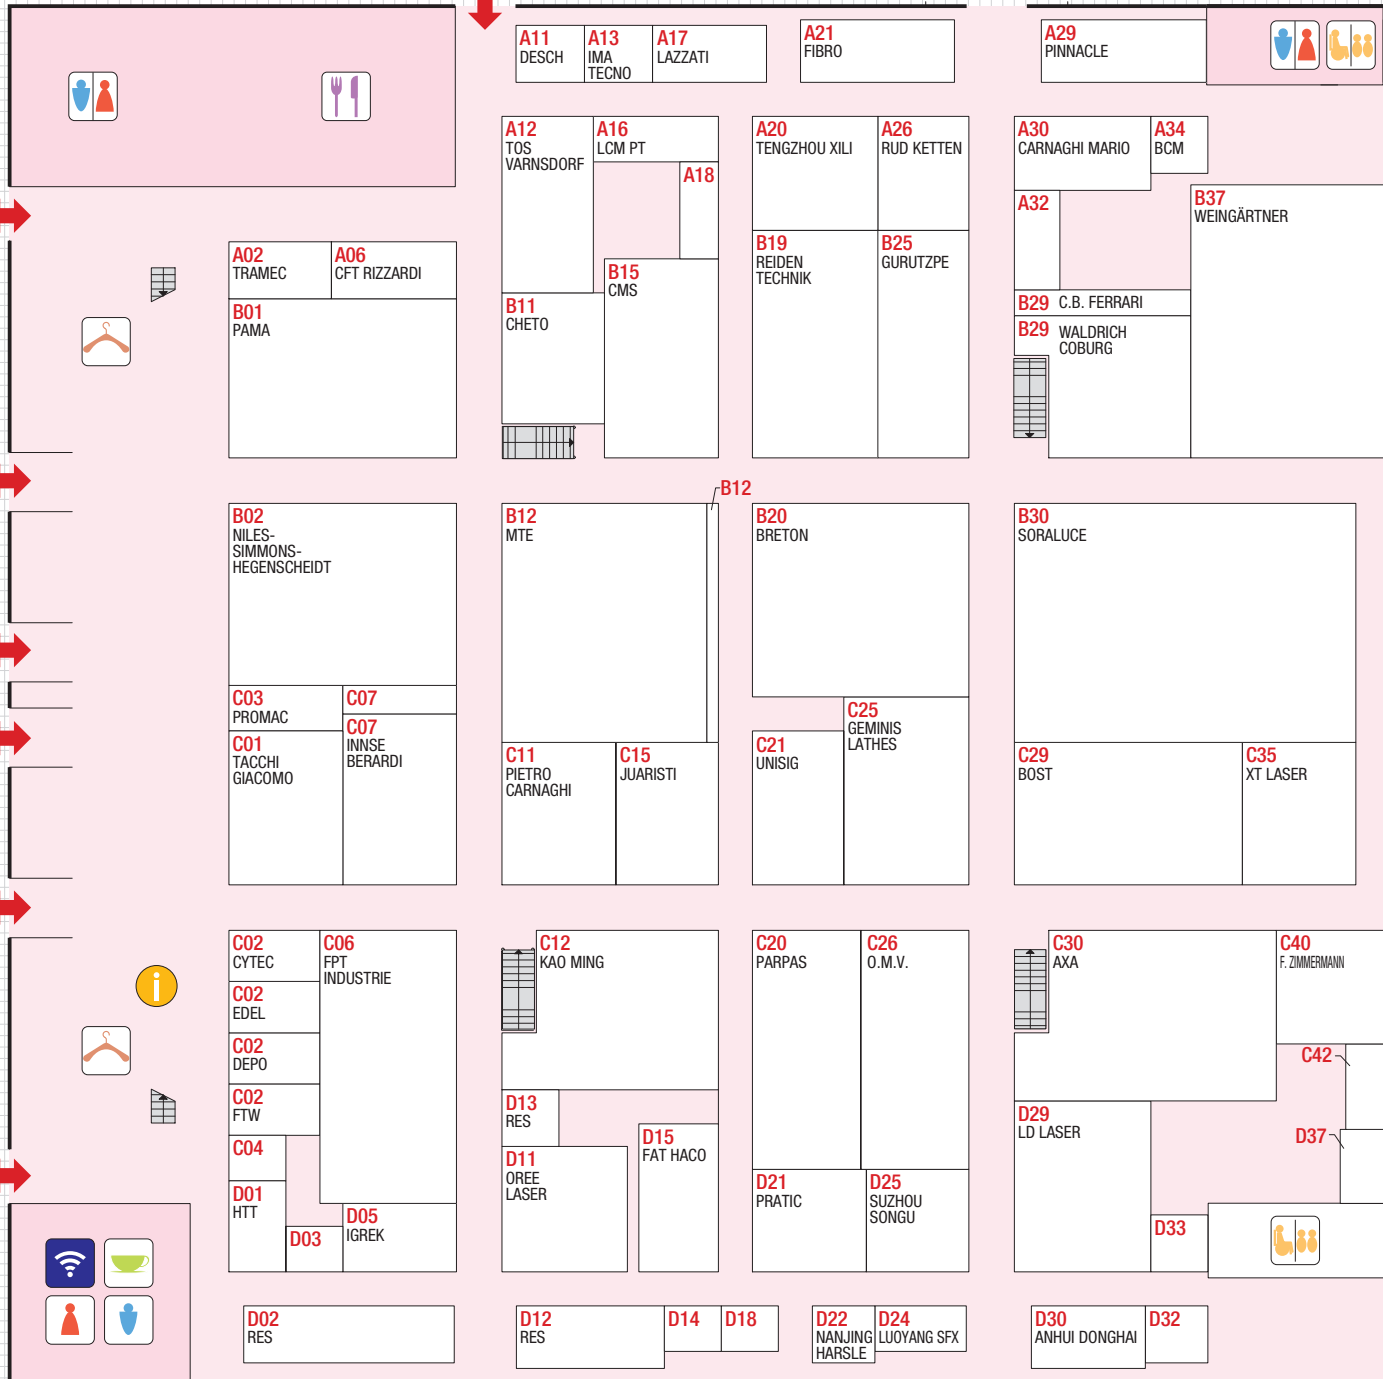 A11
DESCH
A13
IMA
TECNO
A17
LAZZATI
A21
FIBRO
A29
PINNACLE
A12
TOS
VARNSDORF
A16
LCM PT
A18
A20
TENGZHOU XILI
A26
RUD KETTEN
A30
CARNAGHI MARIO
A34
BCM
A32
B37
WEINGÄRTNER
A02
TRAMEC
A06
CFT RIZZARDI
B01
PAMA
B11
CHETO
B15
CMS
B19
REIDEN
TECHNIK
B25
GURUTZPE
B29 C.B. FERRARI
B29 WALDRICH
COBURG
B12
B02
NILES-
SIMMONS-
HEGENSCHEIDT
B12
MTE
B20
BRETON
B30
SORALUCE
C03
PROMAC
C07
C01
TACCHI
GIACOMO
C07
INNSE
BERARDI
C11
PIETRO
CARNAGHI
C15
JUARISTI
C21
UNISIG
C25
GEMINIS
LATHES
C29
BOST
C35
XT LASER
C02
CYTEC
C06
FPT
INDUSTRIE
C02
EDEL
C02
DEPO
C02
FTW
C04
D01
HTT
D03
D05
IGREK
C12
KAO MING
D13
RES
D11
OREE
LASER
D15
FAT HACO
C20
PARPAS
C26
O.M.V.
D21
PRATIC
D25
SUZHOU
SONGU
C30
AXA
C40
F. ZIMMERMANN
C42
D29
LD LASER
D37
D33
i
D02
RES
D12
RES
D14
D18
D22
NANJING
HARSLE
D24
LUOYANG SFX
D30
ANHUI DONGHAI
D32